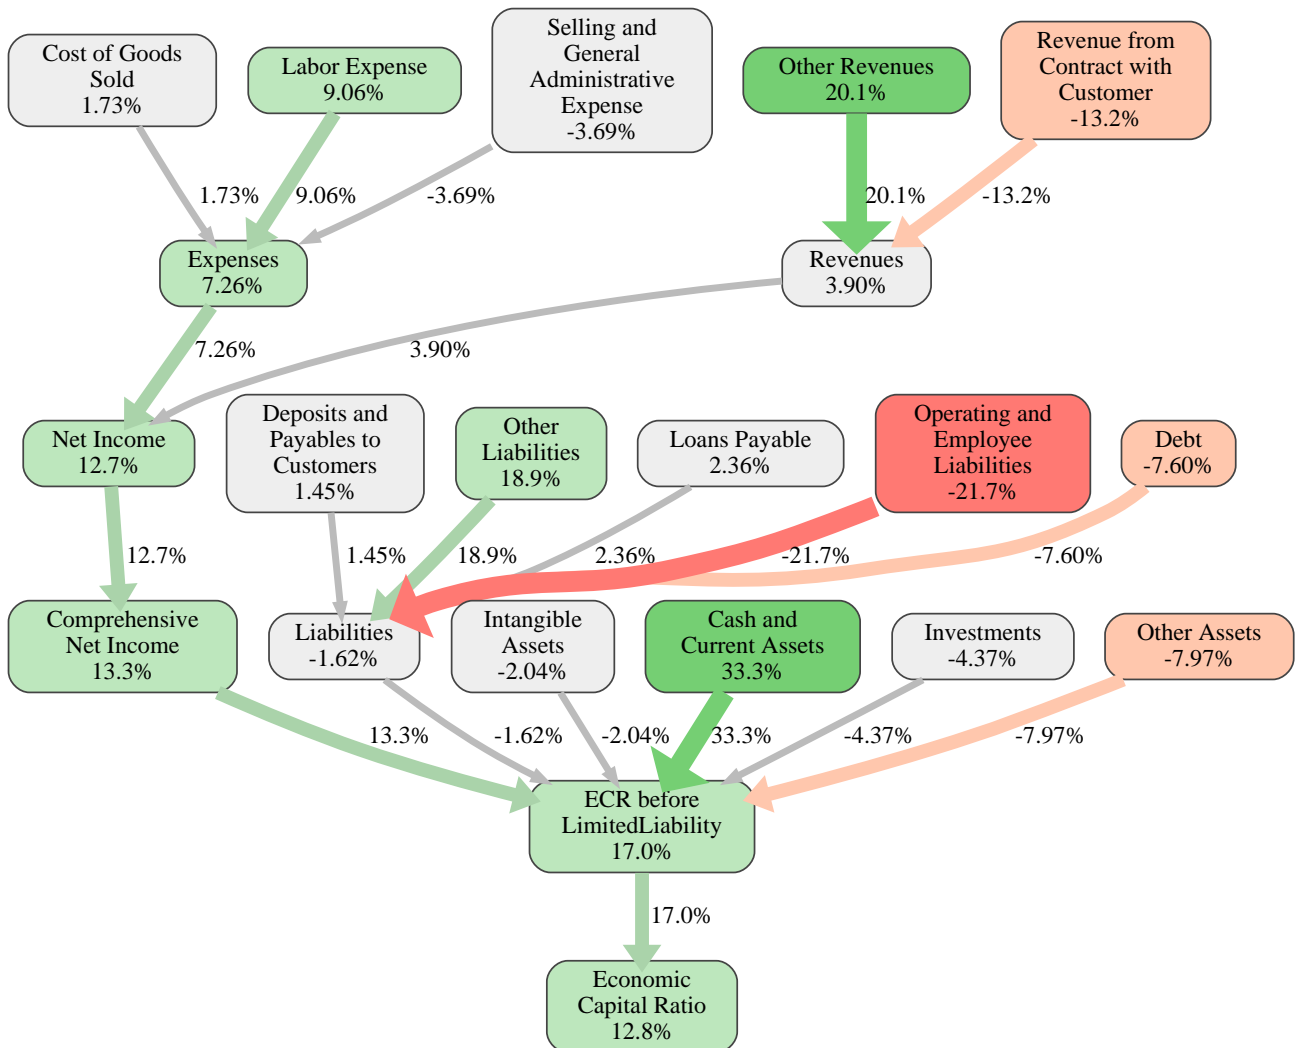 Cost of Goods
Sold
1.73%
Labor Expense
9.06%
Selling and
General
Administrative
Expense
-3.69%
Other Revenues
20.1%
Revenue from
Contract with
Customer
-13.2%
1.73%
9.06%
-3.69%
20.1%
-13.2%
Expenses
7.26%
Revenues
3.90%
7.26%
3.90%
Net Income
12.7%
Deposits and
Payables to
Customers
1.45%
Other
Liabilities
18.9%
Loans Payable
2.36%
Operating and
Employee
Liabilities
-21.7%
Debt
-7.60%
12.7%
1.45%
18.9%
2.36%
-21.7%
-7.60%
Comprehensive
Net Income
13.3%
Liabilities
-1.62%
Intangible
Assets
-2.04%
Cash and
Current Assets
33.3%
Investments
-4.37%
Other Assets
-7.97%
13.3%
-1.62%
-2.04%
33.3%
-4.37%
-7.97%
ECR before
LimitedLiability
17.0%
17.0%
Economic
Capital Ratio
12.8%